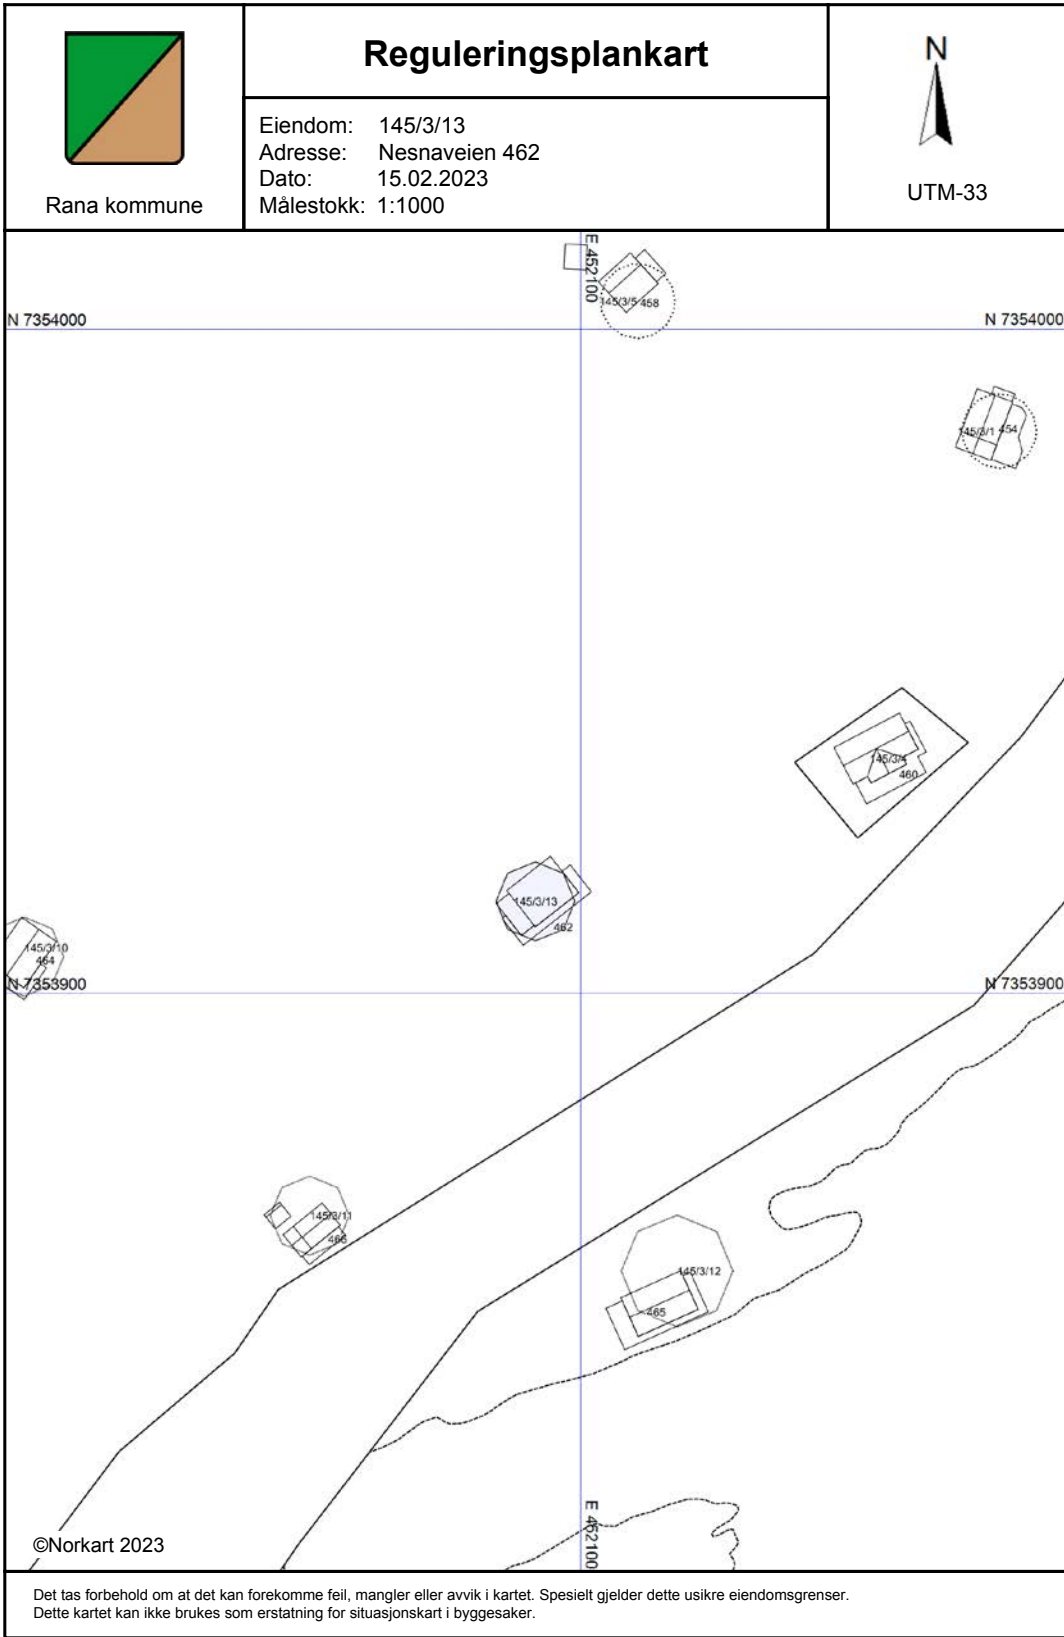 Reguleringsplankart
Eiendom: 145/3/13
Adresse: Nesnaveien 462
Dato: 15.02.2023
Målestokk: 1:1000
Rana kommune
N
UTM-33
E 452100
145/3/5 458
N 7354000
N 7354000
145/3/1 454
145/3/4
460
145/3/13
462
145/3/10
464
N 7353900
N 7353900
145/3/11
466
145/3/12
465
E 452100
©Norkart 2023
Det tas forbehold om at det kan forekomme feil, mangler eller avvik i kartet. Spesielt gjelder dette usikre eiendomsgrenser.
Dette kartet kan ikke brukes som erstatning for situasjonskart i byggesaker.